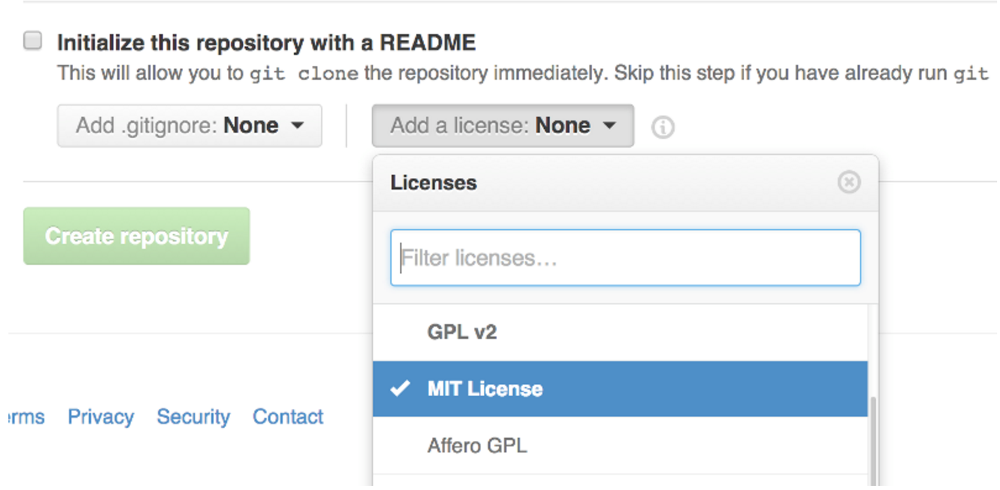 Initialize this repository with a README
This will allow you to git clone the repository immediately. Skip this step if you have already run git
Add .gitignore: None
Add a license: None
Licenses
Create repository
Filter licenses…
GPL v2
MIT License
erms Privacy Security Contact
Affero GPL